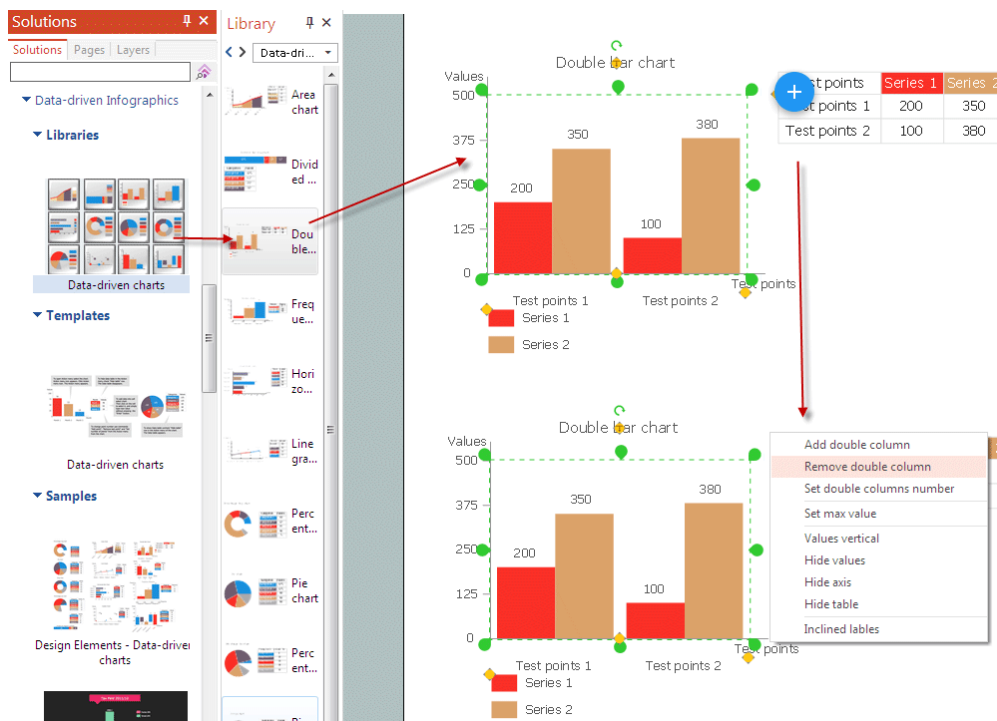 Solutions
Solutions Pages Layers
Data-driven Infographics
Libraries
Data-driven charts
Templates
Data-driven charts
Samples
Design Elements - Data-driven
charts
Library
Data-dri...
Area
chart
Divid
ed ...
Dou
ble...
Freq
ue...
Hori
zo...
Line
gra...
Perc
ent...
Pie
chart
Perc
ent...
Double bar chart
Values
500
375
250
125
0
200
350
100
380
Test points 1
Test points 2
Test points
Series 1
Series 2
st points Series 1 Series 2
st points 1 200 350
Test points 2 100 380
Double bar chart
Values
500
375
250
125
0
200
350
100
380
Test points 1
Test points 2
Test points
Series 1
Series 2
Add double column
Remove double column
Set double columns number
Set max value
Values vertical
Hide values
Hide axis
Hide table
Inclined lables